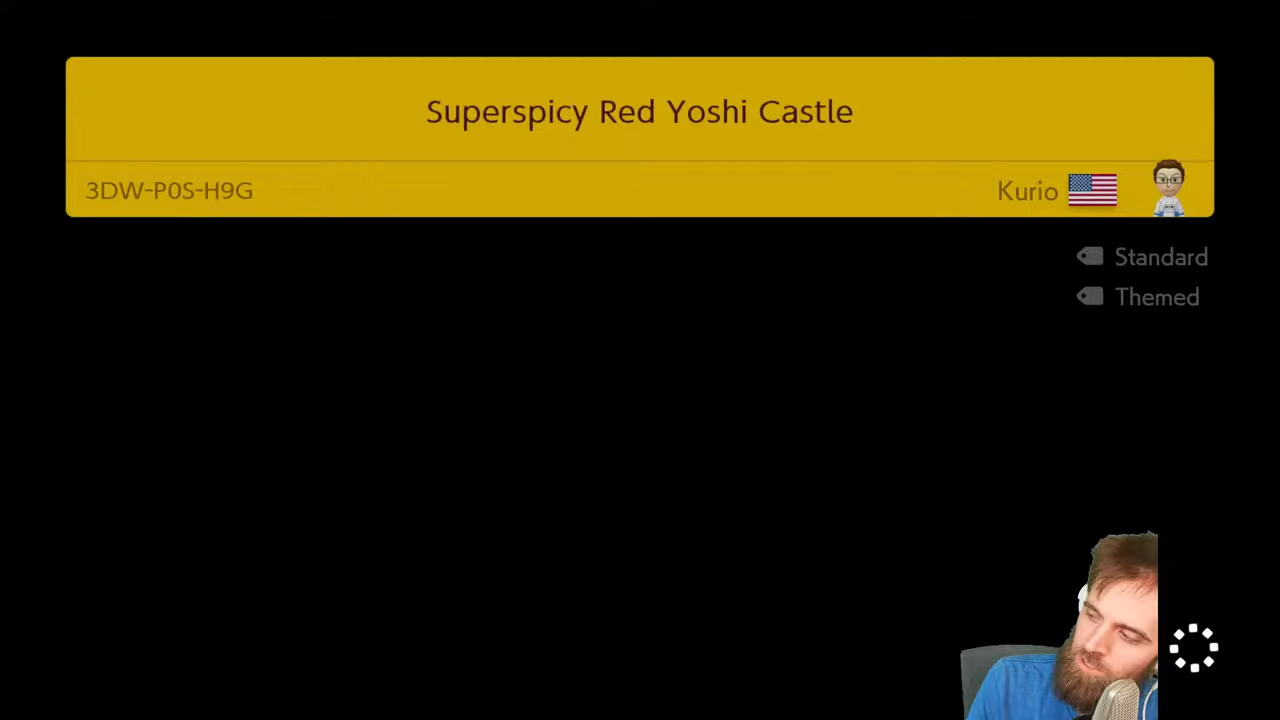 Superspicy Red Yoshi Castle
3DW-P0S-H9G
Kurio
Standard
Themed